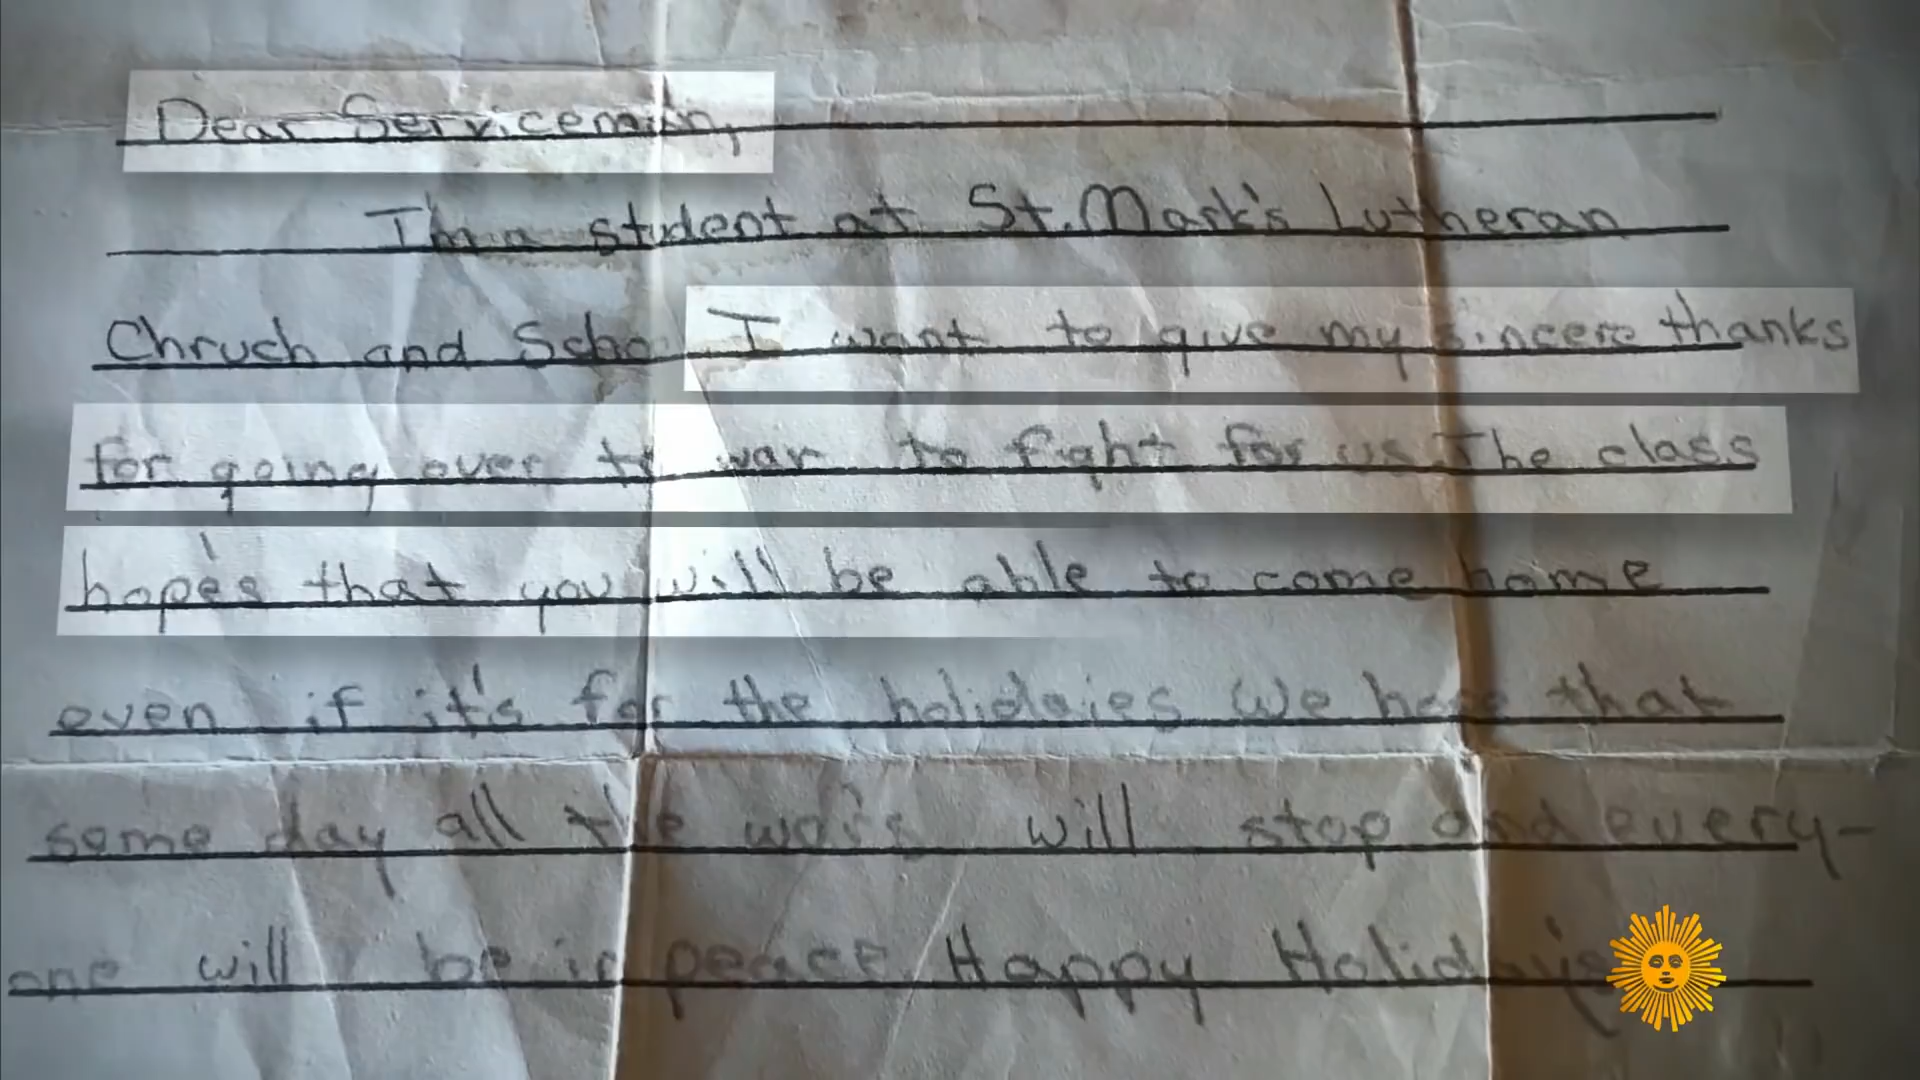 Dear Serviceman,
I'm a student at St. Mark's Lutheran
Chruch and Scho I want to give my sincere thanks
for going over to war to fight for us The class
hope's that you will be able to come home
even if it's for the holidaies We hope that
some day all the wars will stop and every-
one will be in peace Happy Holiday's